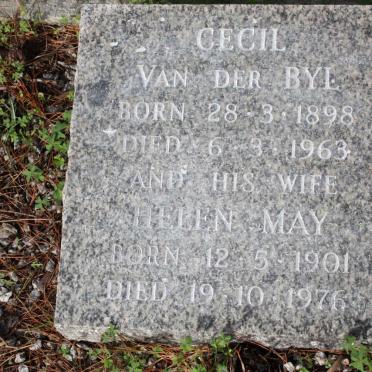 CECIL
VAN DER BYL
BORN 28 · 3 · 1898
DIED 6 · 3 · 1963
AND HIS WIFE
HELEN MAY
BORN 12 · 5 · 1901
DIED 19 · 10 · 1976